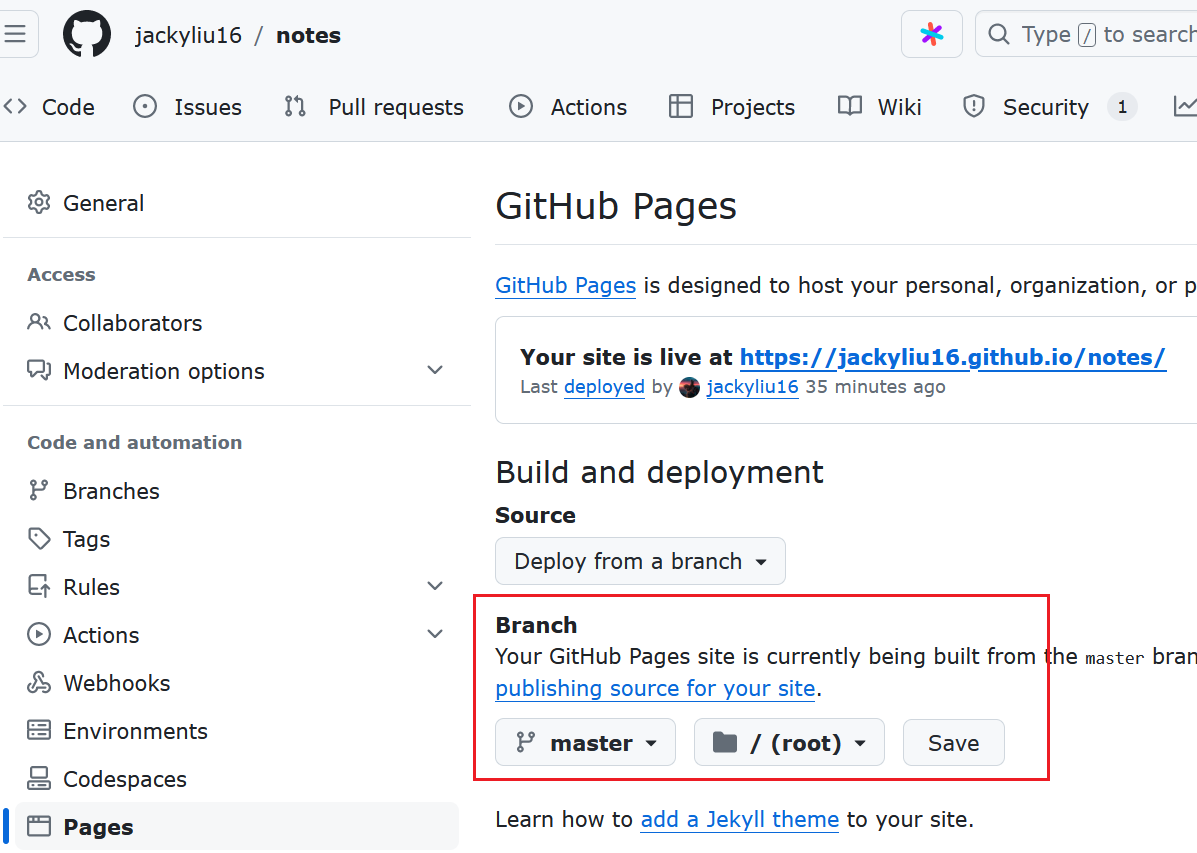 jackyliu16 / notes
Type / to search
Code
Issues
Pull requests
Actions
Projects
Wiki
Security 1
General
Access
Collaborators
Moderation options
Code and automation
Branches
Tags
Rules
Actions
Webhooks
Environments
Codespaces
Pages
GitHub Pages
GitHub Pages is designed to host your personal, organization, or p
Your site is live at https://jackyliu16.github.io/notes/
Last deployed by jackyliu16 35 minutes ago
Build and deployment
Source
Deploy from a branch
Branch
Your GitHub Pages site is currently being built from the master bran
publishing source for your site.
master
/ (root)
Save
Learn how to add a Jekyll theme to your site.